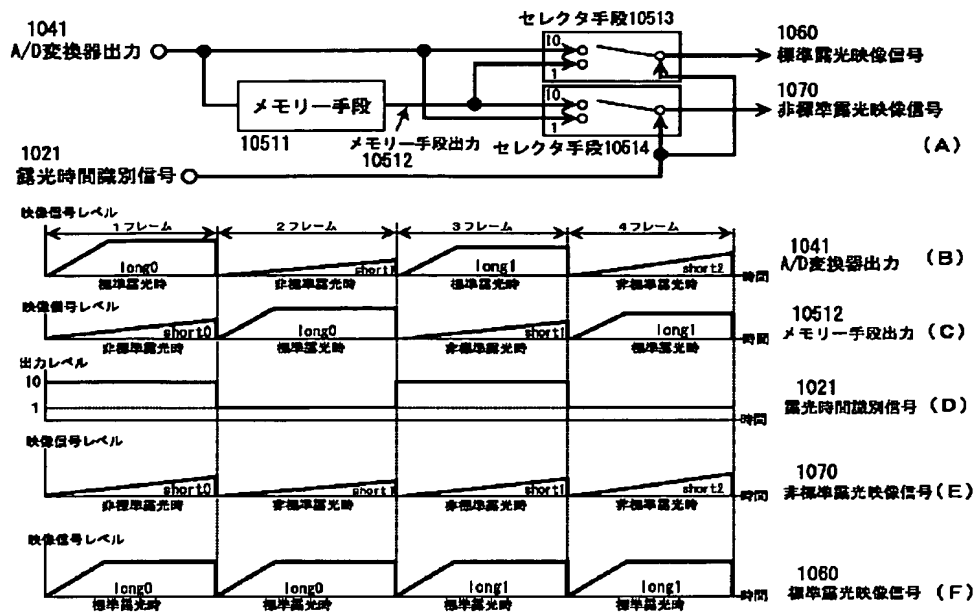 1041
A/D変換器出力
セレクタ手段10513
10
1
1060
標準露光映像信号
メモリー手段
10511
メモリー手段出力
10512
10
1
セレクタ手段10514
1070
非標準露光映像信号
(A)
1021
露光時間識別信号
映像信号レベル
1フレーム
2フレーム
3フレーム
4フレーム
long0
short1
long1
short2
標準露光時
非標準露光時
標準露光時
非標準露光時
時間
1041
A/D変換器出力
(B)
映像信号レベル
short0
long0
short1
long1
非標準露光時
標準露光時
非標準露光時
標準露光時
時間
10512
メモリー手段出力
(C)
出力レベル
10
1
時間
1021
露光時間識別信号
(D)
映像信号レベル
short0
short1
short1
short2
非標準露光時
非標準露光時
非標準露光時
非標準露光時
時間
1070
非標準露光映像信号(E)
映像信号レベル
long0
long0
long1
long1
標準露光時
標準露光時
標準露光時
標準露光時
時間
1060
標準露光映像信号
(F)